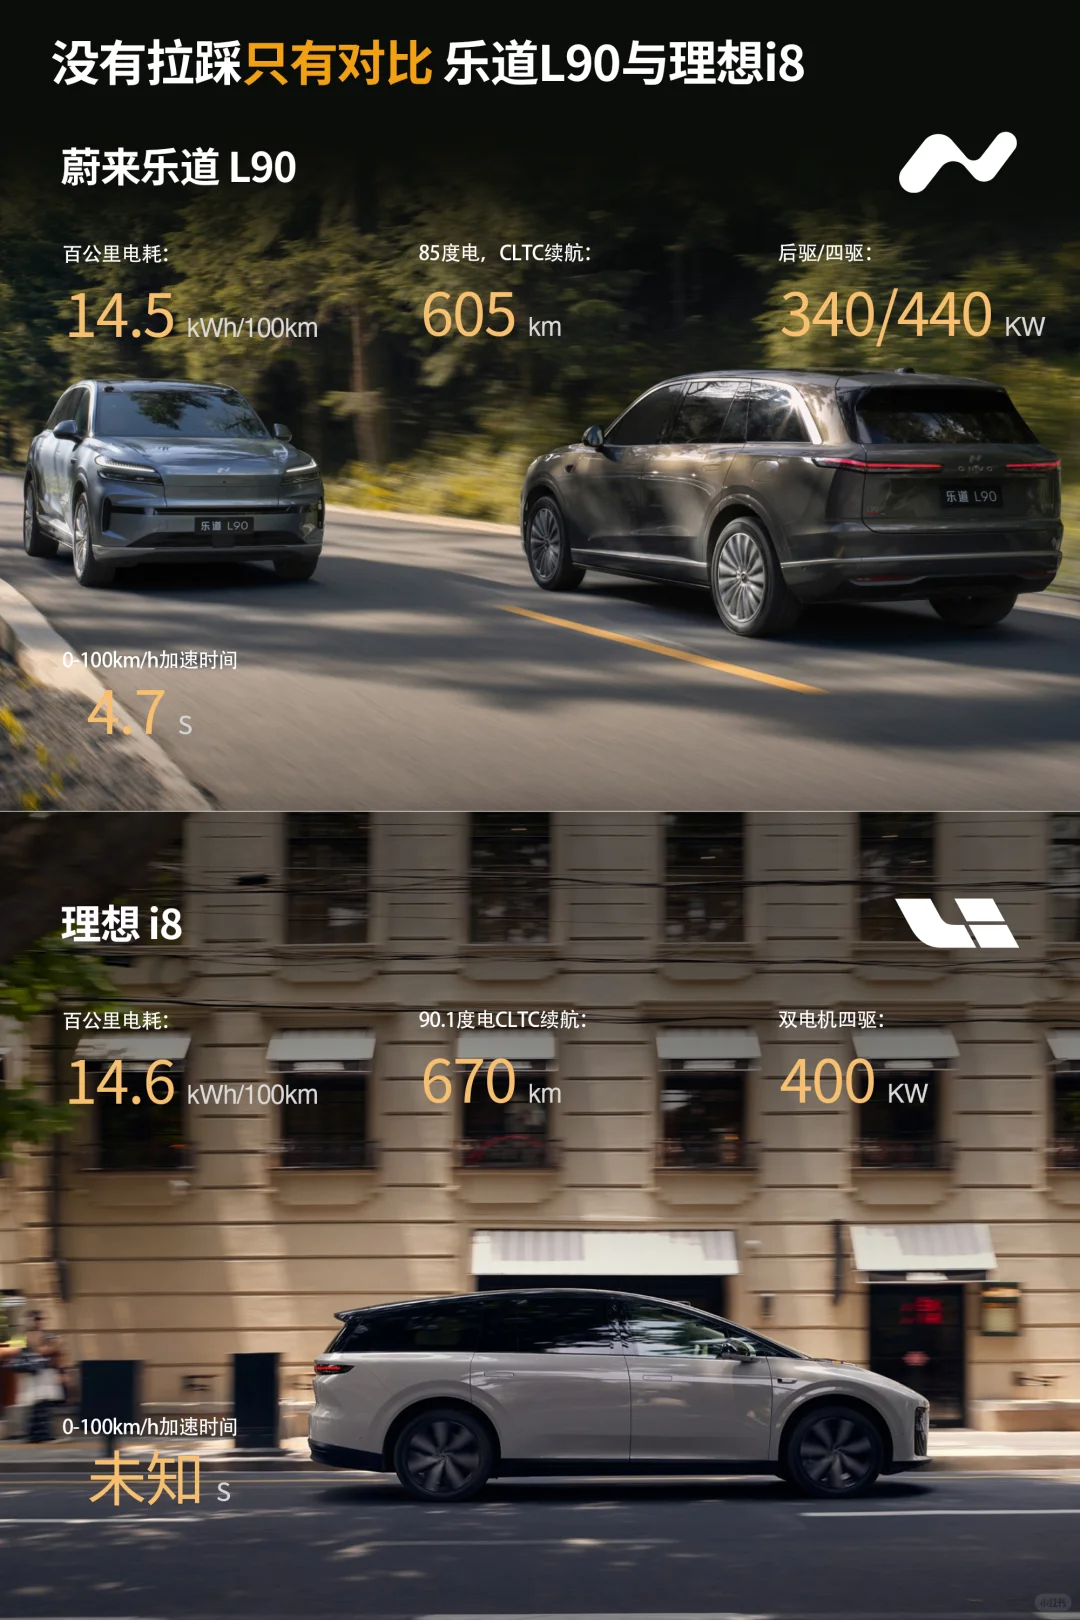 没有拉踩只有对比 乐道L90与理想i8
蔚来乐道 L90
百公里电耗：
85度电，CLTC续航：
后驱/四驱：
14.5 kWh/100km
605 km
340/440 KW
乐道 L90
乐道 L90
0-100km/h加速时间
4.7 S
理想 i8
百公里电耗：
90.1度电CLTC续航：
双电机四驱：
14.6 kWh/100km
670 km
400 KW
0-100km/h加速时间
未知 S
小红书